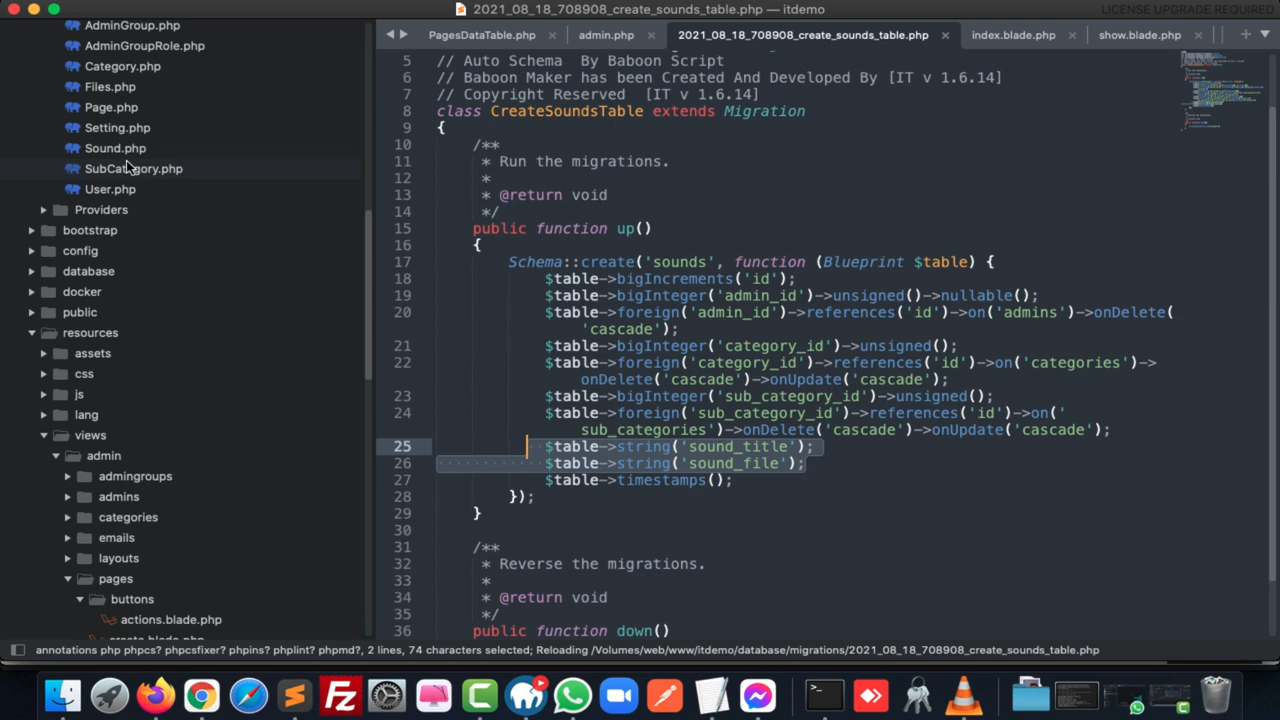 2021_08_18_708908_create_sounds_table.php — itdemo
LICENSE UPGRADE REQUIRED
AdminGroup.php
AdminGroupRole.php
Category.php
Files.php
Page.php
Setting.php
Sound.php
SubCategory.php
User.php
Providers
bootstrap
config
database
docker
public
resources
assets
css
js
lang
views
admin
admingroups
admins
categories
emails
layouts
pages
buttons
actions.blade.php
create.blade.php
PagesDataTable.php
admin.php
2021_08_18_708908_create_sounds_table.php
index.blade.php
show.blade.php
5 // Auto Schema  By Baboon Script
6 // Baboon Maker has been Created And Developed By [IT v 1.6.14]
7 // Copyright Reserved  [IT v 1.6.14]
8 class CreateSoundsTable extends Migration
9 {
10 /**
11 * Run the migrations.
12 *
13 * @return void
14 */
15 public function up()
16 {
17 Schema::create('sounds', function (Blueprint $table) {
18 $table->bigIncrements('id');
19 $table->bigInteger('admin_id')->unsigned()->nullable();
20 $table->foreign('admin_id')->references('id')->on('admins')->onDelete(
'cascade');
21 $table->bigInteger('category_id')->unsigned();
22 $table->foreign('category_id')->references('id')->on('categories')->
onDelete('cascade')->onUpdate('cascade');
23 $table->bigInteger('sub_category_id')->unsigned();
24 $table->foreign('sub_category_id')->references('id')->on('
sub_categories')->onDelete('cascade')->onUpdate('cascade');
25 $table->string('sound_title');
26 $table->string('sound_file');
27 $table->timestamps();
28 });
29 }
30
31 /**
32 * Reverse the migrations.
33 *
34 * @return void
35 */
36 public function down()
annotations php phpcs? phpcsfixer? phpins? phplint? phpmd?, 2 lines, 74 characters selected; Reloading /Volumes/web/www/itdemo/database/migrations/2021_08_18_708908_create_sounds_table.php